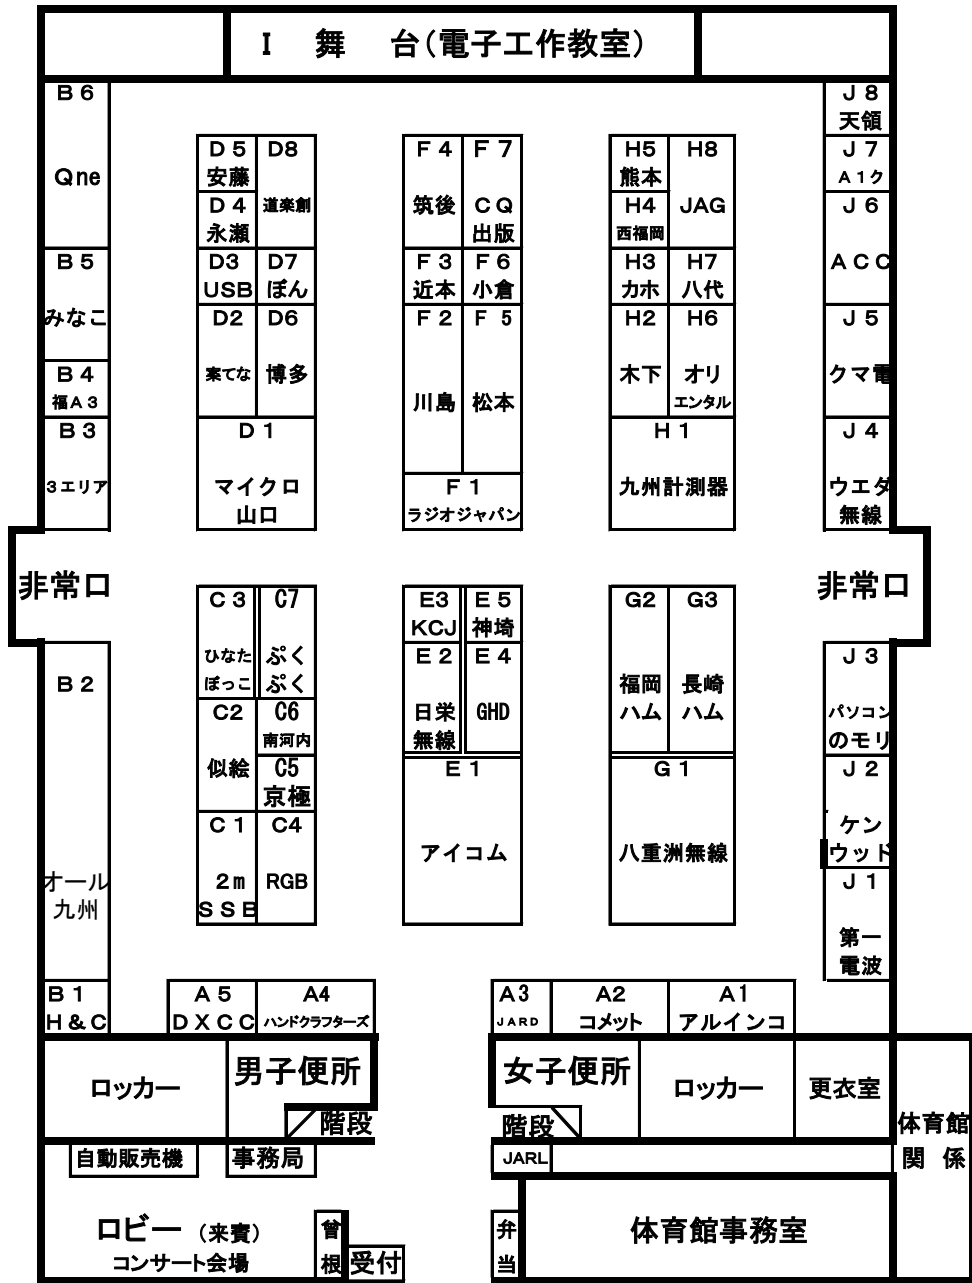 I 舞 台(電子工作教室)
B6
Qne
B5
みなこ
B4
福A3
B3
3エリア
D5
安藤
D8
道楽創
D4
永瀬
D3
USB
D7
ぽん
D2
案てな
D6
博多
D1
マイクロ
山口
F4
筑後
F7
CQ
出版
F3
近本
F6
小倉
F2
川島
F5
松本
F1
ラジオジャパン
H5
熊本
H8
JAG
H4
西福岡
H3
カホ
H7
八代
H2
木下
H6
オリ
エンタル
H1
九州計測器
J8
天領
J7
A1ク
J6
ACC
J5
クマ電
J4
ウエダ
無線
非常口
非常口
B2
オール
九州
B1
H&C
C3
ひなた
ぼっこ
C7
ぷく
ぷく
C2
似絵
C6
南河内
C5
京極
C1
2m
SSB
C4
RGB
E3
KCJ
E5
神埼
E2
日栄
無線
E4
GHD
E1
アイコム
G2
福岡
ハム
G3
長崎
ハム
G1
八重洲無線
J3
パソコン
のモリ
J2
ケン
ウッド
J1
第一
電波
A5
DXCC
A4
ハンドクラフターズ
A3
JARD
A2
コメット
A1
アルインコ
ロッカー
男子便所
階段
女子便所
階段
ロッカー
更衣室
体育館
関 係
自動販売機
事務局
JARL
ロビー (来賓)
コンサート会場
曽
根
受付
弁
当
体育館事務室